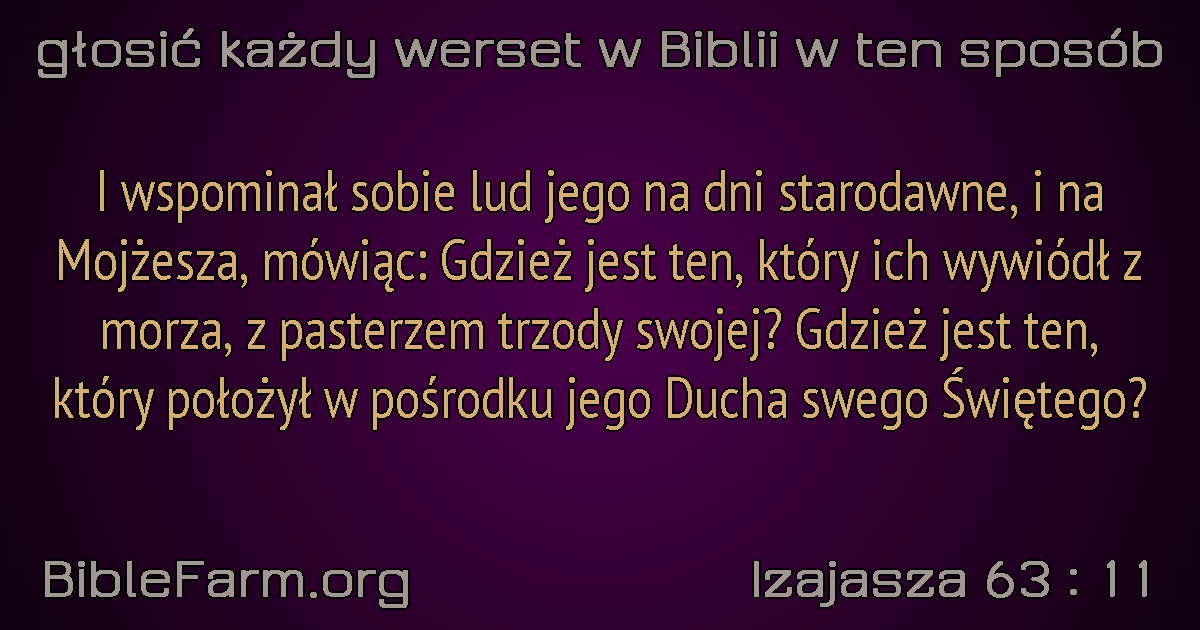 głosić każdy werset w Biblii w ten sposób
I wspominał sobie lud jego na dni starodawne, i na
Mojżesza, mówiąc: Gdzież jest ten, który ich wywiódł z
morza, z pasterzem trzody swojej? Gdzież jest ten,
który położył w pośrodku jego Ducha swego Świętego?
BibleFarm.org
Izajasza 63 : 11